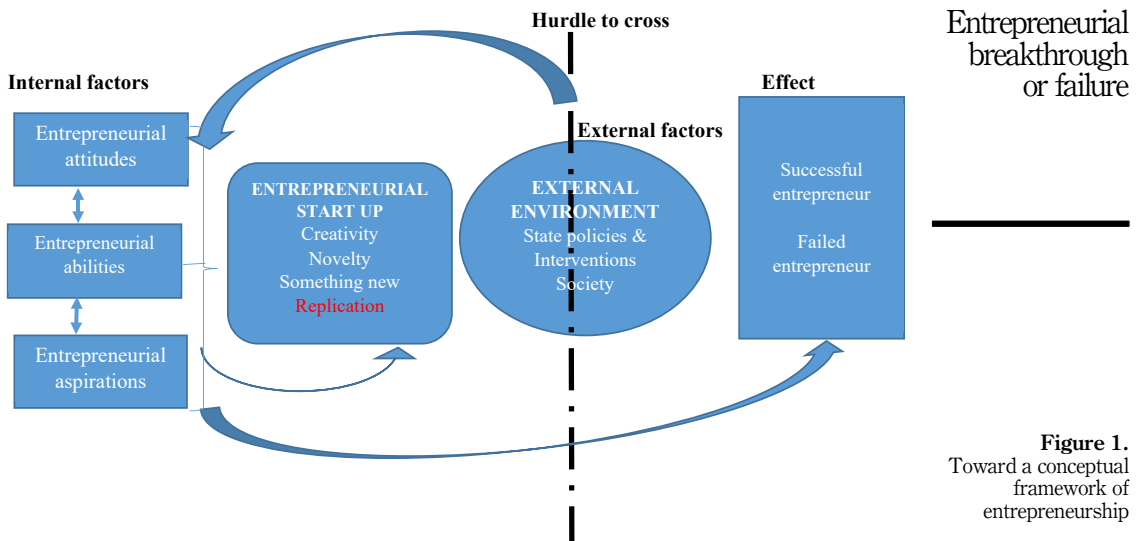 Hurdle to cross
Entrepreneurial
breakthrough
or failure
Internal factors
Effect
Entrepreneurial
attitudes
Entrepreneurial
abilities
Entrepreneurial
aspirations
ENTREPRENEURIAL
START UP
Creativity
Novelty
Something new
Replication
External factors
EXTERNAL
ENVIRONMENT
State policies &
Interventions
Society
Successful
entrepreneur
Failed
entrepreneur
Figure 1.
Toward a conceptual
framework of
entrepreneurship